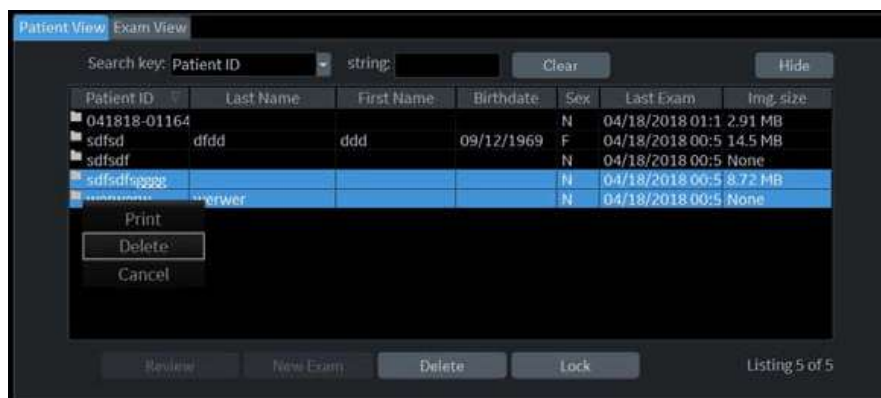 Patient View Exam View
Search key: Patient ID string: Clear Hide
Patient ID Last Name First Name Birthdate Sex Last Exam Img. size
041818-01164 N 04/18/2018 01:1 2.91 MB
sdfsd dfdd ddd 09/12/1969 F 04/18/2018 00:5 14.5 MB
sdfsdf N 04/18/2018 00:5 None
sdfsdfsgggg N 04/18/2018 00:5 8.72 MB
werwer N 04/18/2018 00:5 None
Print
Delete
Cancel
Review New Exam Delete Lock Listing 5 of 5